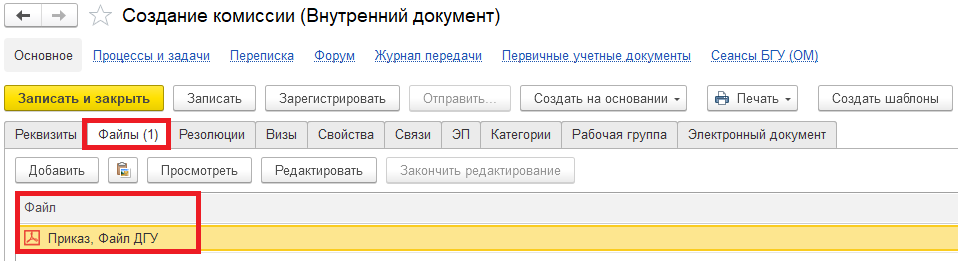 Создание комиссии (Внутренний документ)
Основное Процессы и задачи Переписка Форум Журнал передачи Первичные учетные документы Сеансы БГУ (ОМ)
Записать и закрыть Записать Зарегистрировать Отправить... Создать на основании Печать Создать шаблоны
Реквизиты Файлы (1) Резолюции Визы Свойства Связи ЭП Категории Рабочая группа Электронный документ
Добавить Просмотреть Редактировать Закончить редактирование
Файл
Приказ, Файл ДГУ